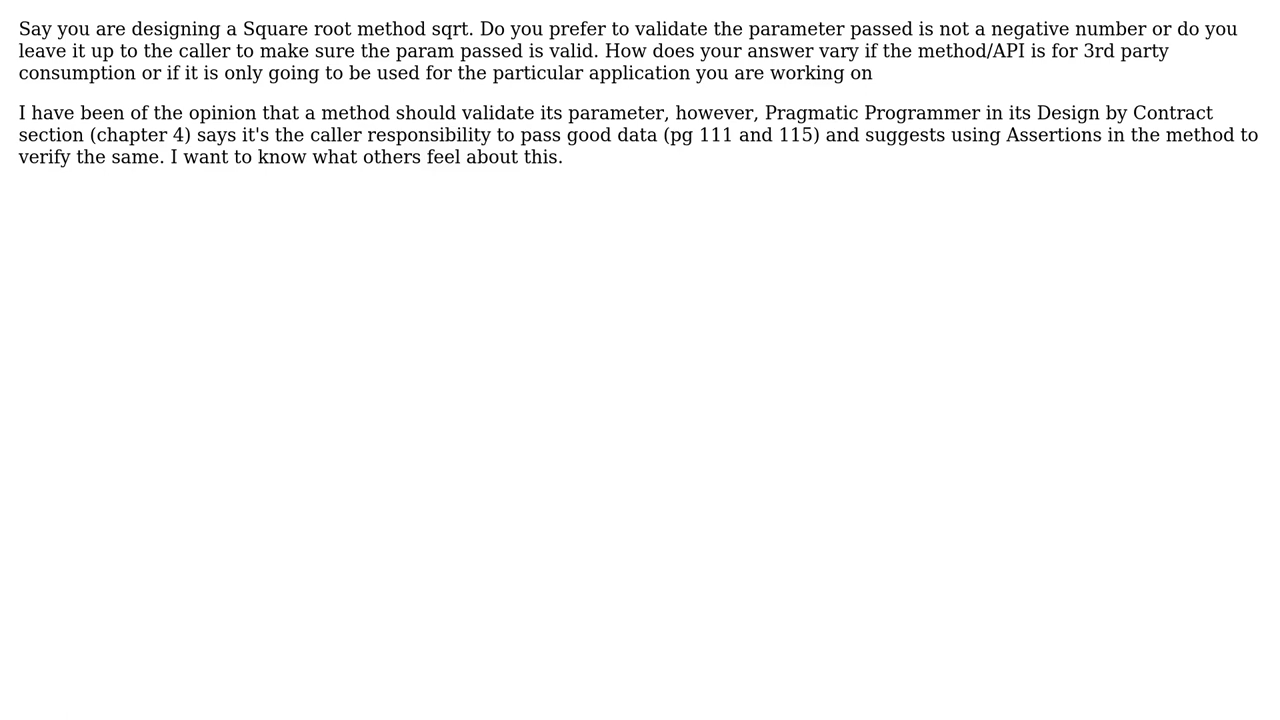 Say you are designing a Square root method sqrt. Do you prefer to validate the parameter passed is not a negative number or do you
leave it up to the caller to make sure the param passed is valid. How does your answer vary if the method/API is for 3rd party
consumption or if it is only going to be used for the particular application you are working on
I have been of the opinion that a method should validate its parameter, however, Pragmatic Programmer in its Design by Contract
section (chapter 4) says it's the caller responsibility to pass good data (pg 111 and 115) and suggests using Assertions in the method to
verify the same. I want to know what others feel about this.